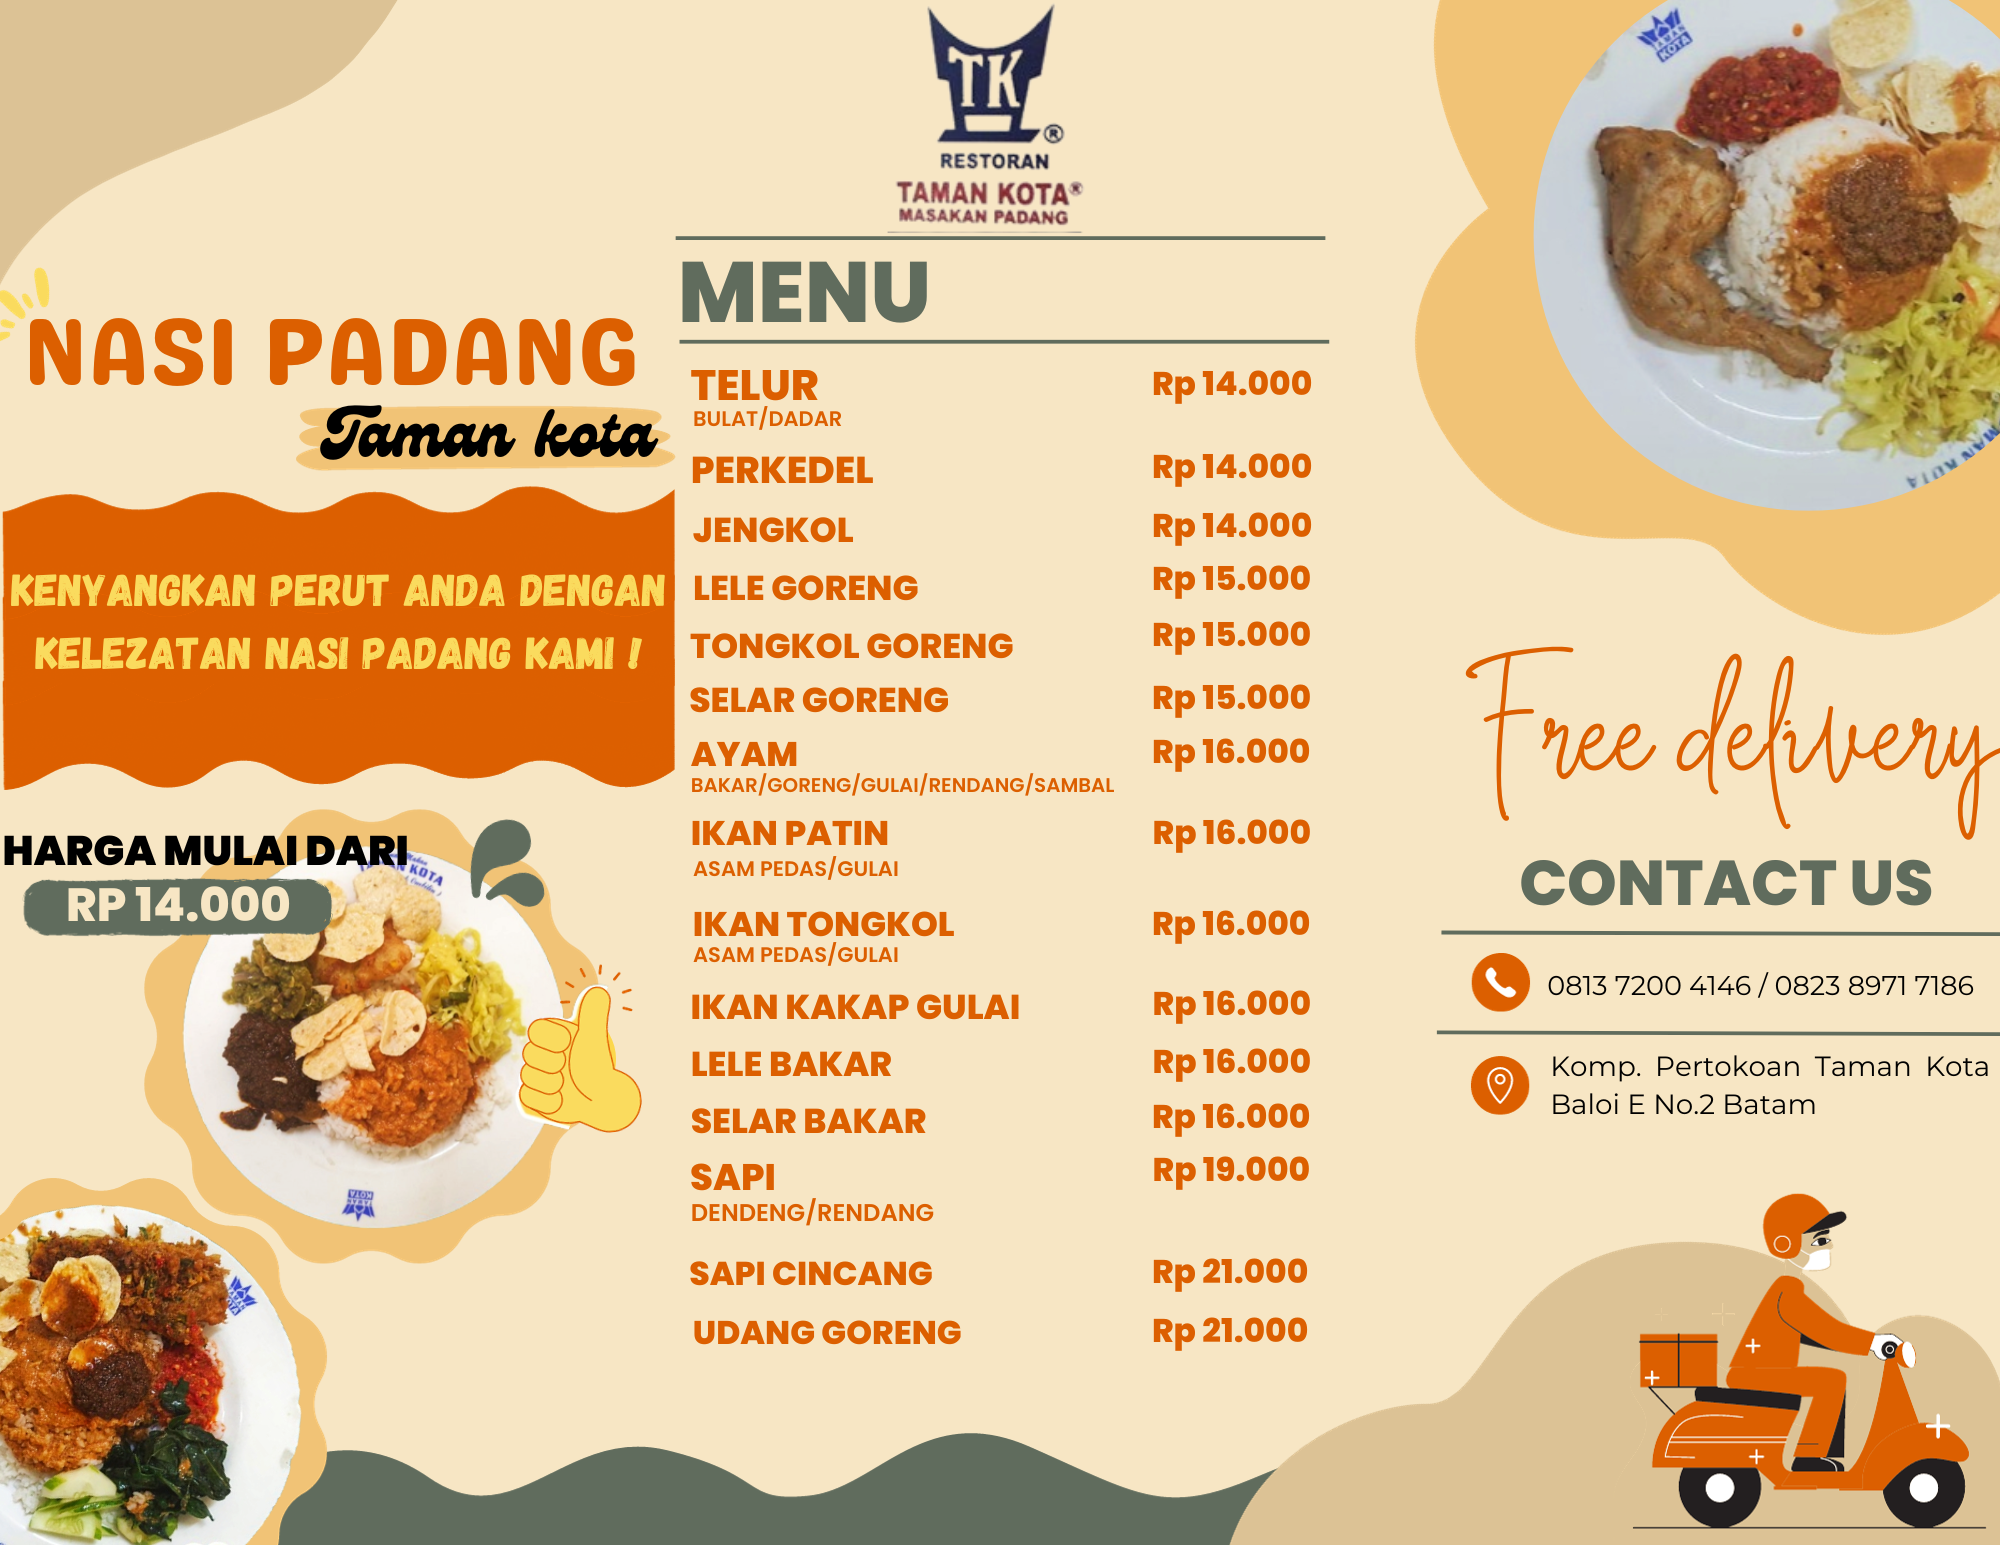 TK
®
RESTORAN
TAMAN KOTA®
MASAKAN PADANG
NASI PADANG
Taman kota
KENYANGKAN PERUT ANDA DENGAN
KELEZATAN NASI PADANG KAMI !
HARGA MULAI DARI
RP 14.000
MENU
TELUR Rp 14.000
BULAT/DADAR
PERKEDEL Rp 14.000
JENGKOL Rp 14.000
LELE GORENG Rp 15.000
TONGKOL GORENG Rp 15.000
SELAR GORENG Rp 15.000
AYAM Rp 16.000
BAKAR/GORENG/GULAI/RENDANG/SAMBAL
IKAN PATIN Rp 16.000
ASAM PEDAS/GULAI
IKAN TONGKOL Rp 16.000
ASAM PEDAS/GULAI
IKAN KAKAP GULAI Rp 16.000
LELE BAKAR Rp 16.000
SELAR BAKAR Rp 16.000
SAPI Rp 19.000
DENDENG/RENDANG
SAPI CINCANG Rp 21.000
UDANG GORENG Rp 21.000
TAMAN
KOTA
Free delivery
CONTACT US
0813 7200 4146 / 0823 8971 7186
Komp. Pertokoan Taman Kota
Baloi E No.2 Batam
TAMAN
KOTA
TAMAN
KOTA